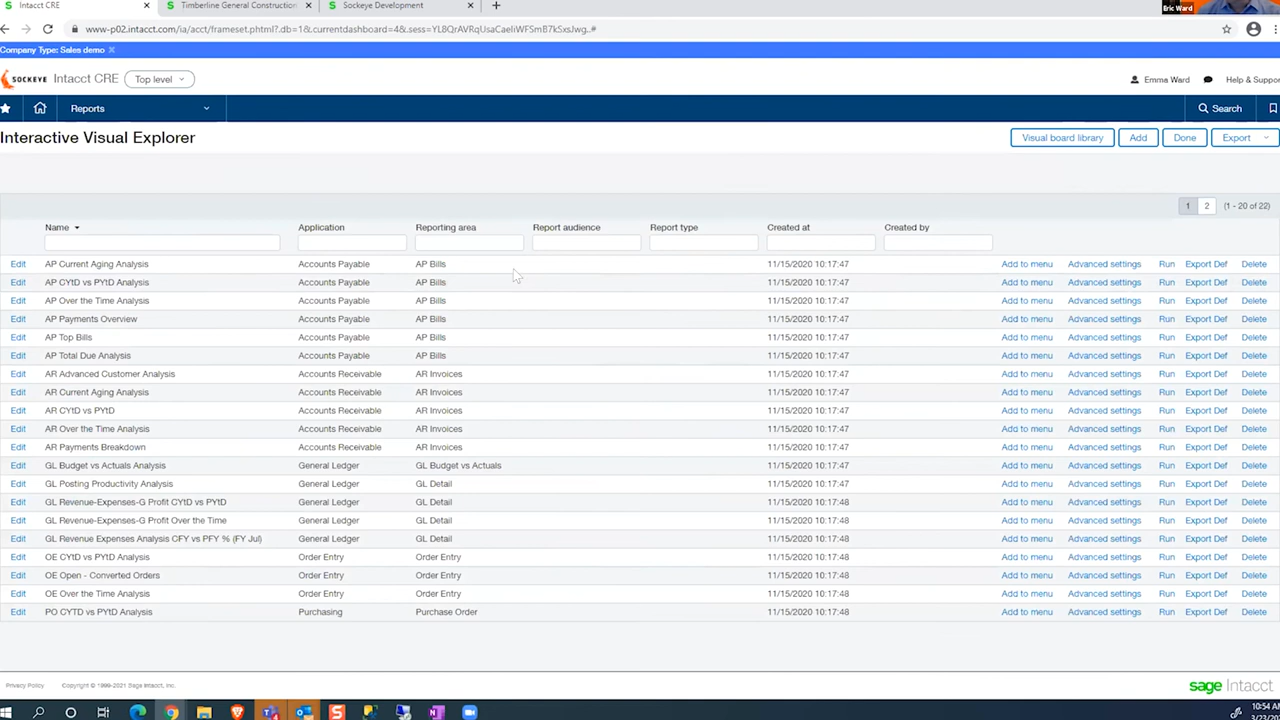 Intacct CRE × Timberline General Construction × Sockeye Development × +
www-p02.intacct.com/ia/acct/frameset.phtml?.db=1&.currentdashboard=4&.sess=YL8QrAVRqUsaCaeliWFSmB7kSxsJwg..#
Eric Ward
Company Type: Sales demo ×
SOCKEYE Intacct CRE Top level Emma Ward Help & Suppo
Reports Search
Interactive Visual Explorer Visual board library Add Done Export
1 2 (1 - 20 of 22)
Name Application Reporting area Report audience Report type Created at Created by
Edit AP Current Aging Analysis Accounts Payable AP Bills 11/15/2020 10:17:47 Add to menu Advanced settings Run Export Def Delete
Edit AP CYtD vs PYtD Analysis Accounts Payable AP Bills 11/15/2020 10:17:47 Add to menu Advanced settings Run Export Def Delete
Edit AP Over the Time Analysis Accounts Payable AP Bills 11/15/2020 10:17:47 Add to menu Advanced settings Run Export Def Delete
Edit AP Payments Overview Accounts Payable AP Bills 11/15/2020 10:17:47 Add to menu Advanced settings Run Export Def Delete
Edit AP Top Bills Accounts Payable AP Bills 11/15/2020 10:17:47 Add to menu Advanced settings Run Export Def Delete
Edit AP Total Due Analysis Accounts Payable AP Bills 11/15/2020 10:17:47 Add to menu Advanced settings Run Export Def Delete
Edit AR Advanced Customer Analysis Accounts Receivable AR Invoices 11/15/2020 10:17:47 Add to menu Advanced settings Run Export Def Delete
Edit AR Current Aging Analysis Accounts Receivable AR Invoices 11/15/2020 10:17:47 Add to menu Advanced settings Run Export Def Delete
Edit AR CYtD vs PYtD Accounts Receivable AR Invoices 11/15/2020 10:17:47 Add to menu Advanced settings Run Export Def Delete
Edit AR Over the Time Analysis Accounts Receivable AR Invoices 11/15/2020 10:17:47 Add to menu Advanced settings Run Export Def Delete
Edit AR Payments Breakdown Accounts Receivable AR Invoices 11/15/2020 10:17:47 Add to menu Advanced settings Run Export Def Delete
Edit GL Budget vs Actuals Analysis General Ledger GL Budget vs Actuals 11/15/2020 10:17:47 Add to menu Advanced settings Run Export Def Delete
Edit GL Posting Productivity Analysis General Ledger GL Detail 11/15/2020 10:17:47 Add to menu Advanced settings Run Export Def Delete
Edit GL Revenue-Expenses-G Profit CYtD vs PYtD General Ledger GL Detail 11/15/2020 10:17:48 Add to menu Advanced settings Run Export Def Delete
Edit GL Revenue-Expenses-G Profit Over the Time General Ledger GL Detail 11/15/2020 10:17:48 Add to menu Advanced settings Run Export Def Delete
Edit GL Revenue Expenses Analysis CFY vs PFY % (FY Jul) General Ledger GL Detail 11/15/2020 10:17:48 Add to menu Advanced settings Run Export Def Delete
Edit OE CYtD vs PYtD Analysis Order Entry Order Entry 11/15/2020 10:17:48 Add to menu Advanced settings Run Export Def Delete
Edit OE Open - Converted Orders Order Entry Order Entry 11/15/2020 10:17:48 Add to menu Advanced settings Run Export Def Delete
Edit OE Over the Time Analysis Order Entry Order Entry 11/15/2020 10:17:48 Add to menu Advanced settings Run Export Def Delete
Edit PO CYTD vs PYtD Analysis Purchasing Purchase Order 11/15/2020 10:17:48 Add to menu Advanced settings Run Export Def Delete
Privacy Policy Copyright © 1999-2021 Sage Intacct, Inc. sage Intacct
10:54 A
3/23/2